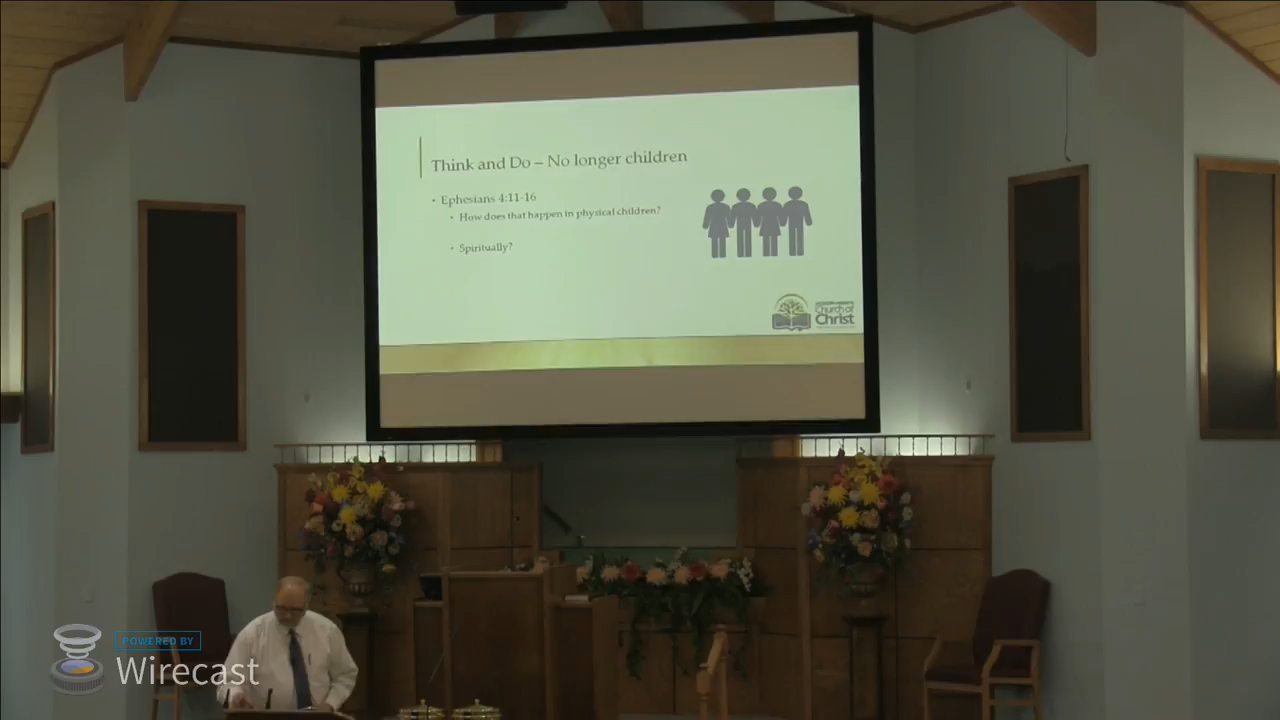 Think and Do – No longer children
• Ephesians 4:11-16
• How does that happen in physical children?
• Spiritually?
Church of
Christ
POWERED BY
Wirecast